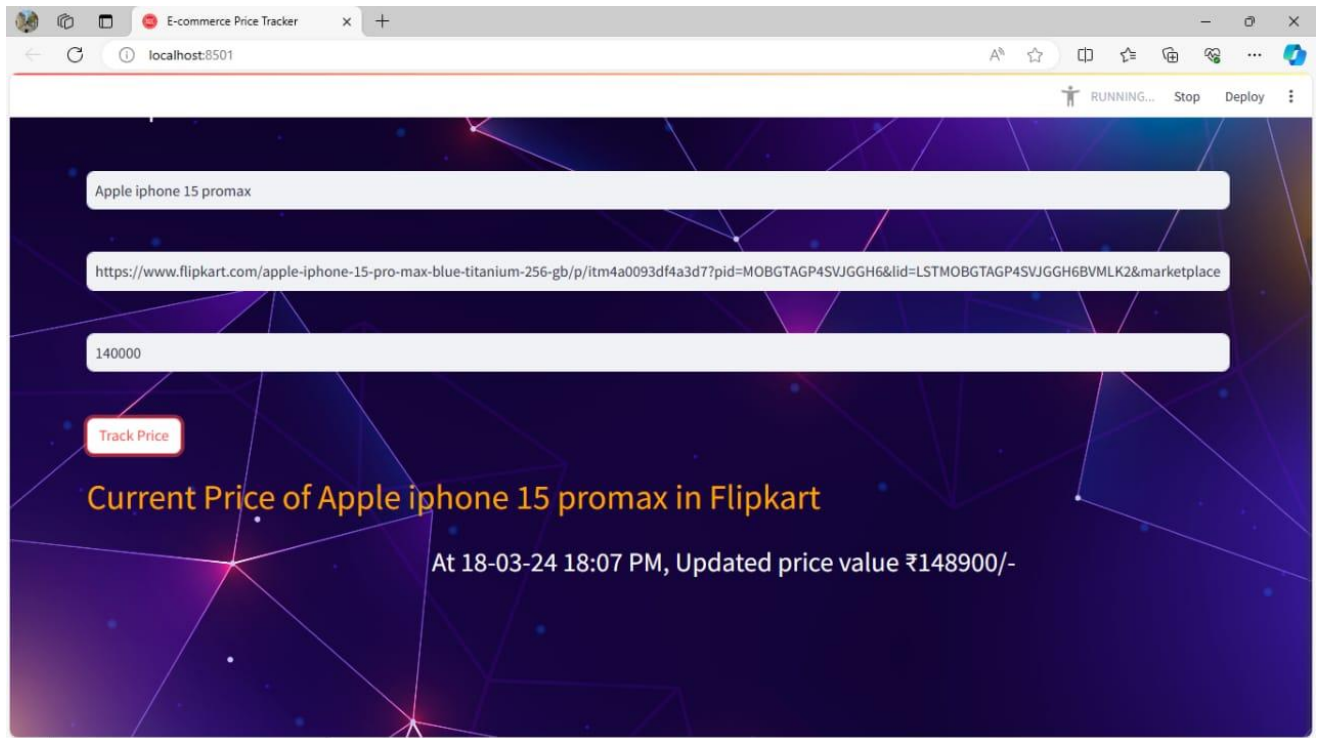 E-commerce Price Tracker
localhost:8501
RUNNING... Stop Deploy
Apple iphone 15 promax
https://www.flipkart.com/apple-iphone-15-pro-max-blue-titanium-256-gb/p/itm4a0093df4a3d7?pid=MOBGTAGP4SVJGGH6&lid=LSTMOBGTAGP4SVJGGH6BVMLK2&marketplace
140000
Track Price
Current Price of Apple iphone 15 promax in Flipkart
At 18-03-24 18:07 PM, Updated price value ₹148900/-